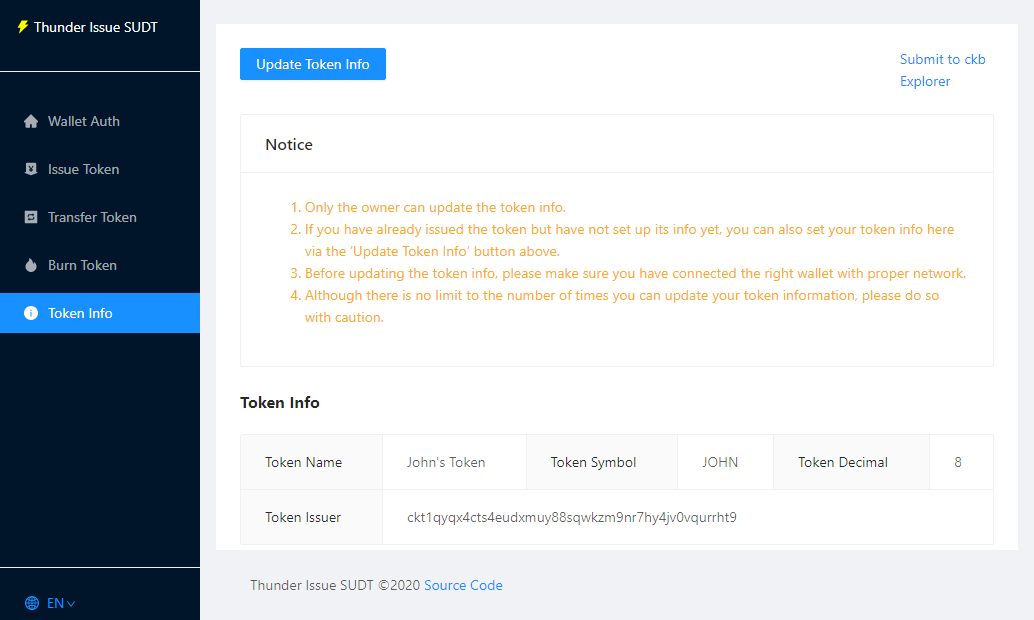 Thunder Issue SUDT
Wallet Auth
Issue Token
Transfer Token
Burn Token
Token Info
EN
Update Token Info
Submit to ckb
Explorer
Notice
1. Only the owner can update the token info.
2. If you have already issued the token but have not set up its info yet, you can also set your token info here
via the ‘Update Token Info’ button above.
3. Before updating the token info, please make sure you have connected the right wallet with proper network.
4. Although there is no limit to the number of times you can update your token information, please do so
with caution.
Token Info
Token Name John's Token Token Symbol JOHN Token Decimal 8
Token Issuer ckt1qyqx4cts4eudxmuy88sqwkzm9nr7hy4jv0vqurrht9
Thunder Issue SUDT ©2020 Source Code